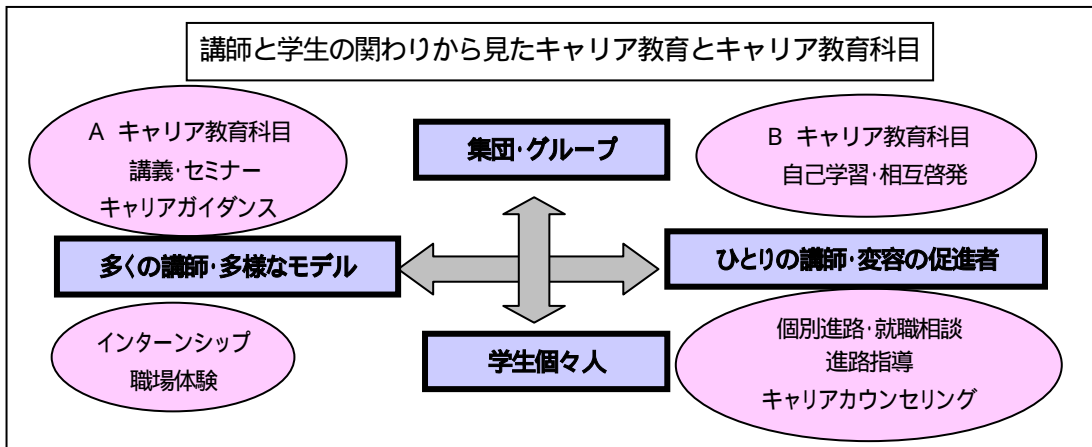 講師と学生の関わりから見たキャリア教育とキャリア教育科目
A キャリア教育科目
講義・セミナー
キャリアガイダンス
集団・グループ
B キャリア教育科目
自己学習・相互啓発
多くの講師・多様なモデル
ひとりの講師・変容の促進者
インターンシップ
職場体験
学生個々人
個別進路・就職相談
進路指導
キャリアカウンセリング